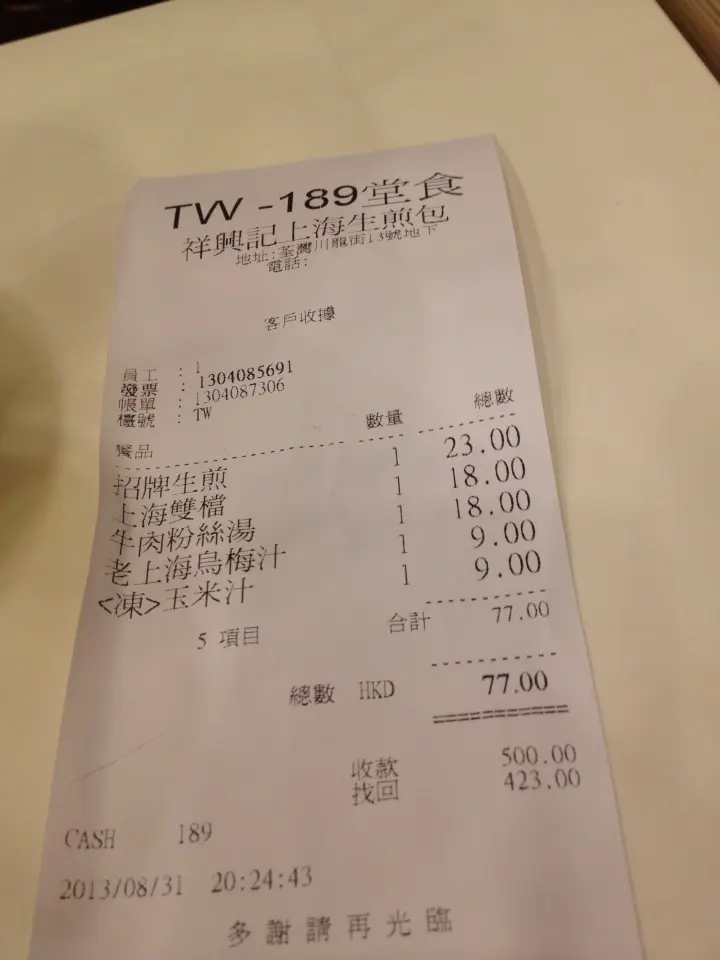 TW -189堂食
祥興記上海生煎包
地址:荃灣川龍街13號地下
電話:
客戶收據
員工 : 1
發票 : 1304085691
帳單 : 1304087306
櫃號 : TW
餐品 數量 總數
招牌生煎 1 23.00
上海雙檔 1 18.00
牛肉粉絲湯 1 18.00
老上海烏梅汁 1 9.00
<凍>玉米汁 1 9.00
5 項目 合計 77.00
總數 HKD 77.00
收款 500.00
找回 423.00
CASH 189
2013/08/31 20:24:43
多謝請再光臨